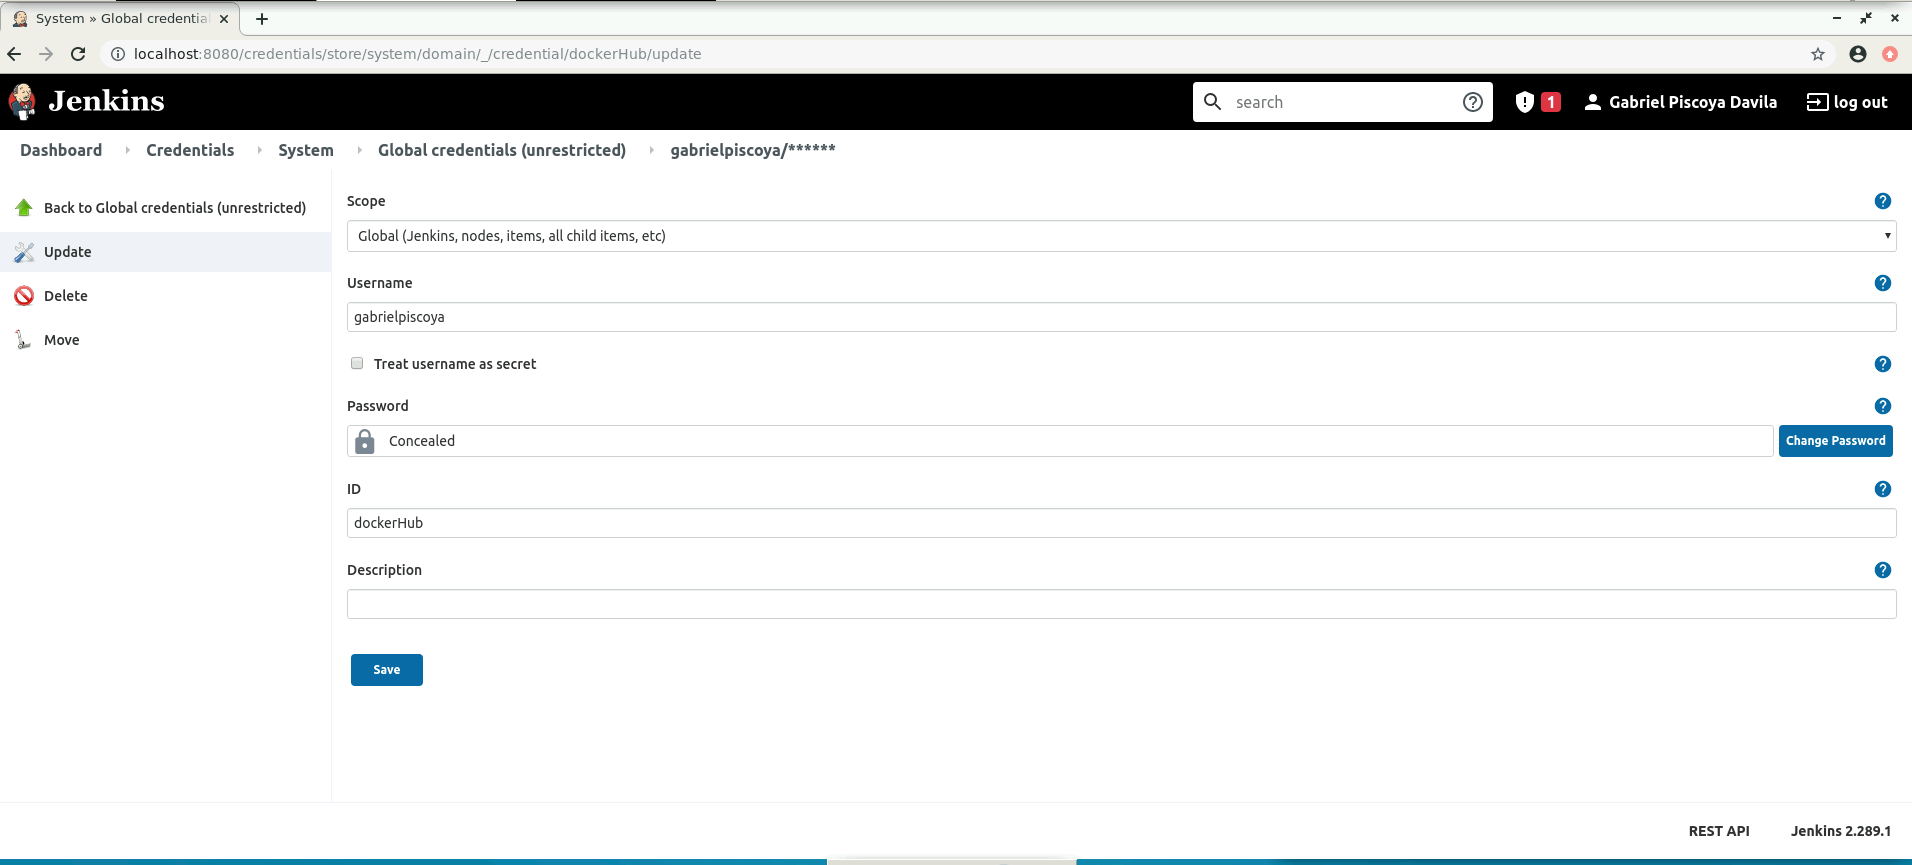 System » Global credentia
localhost:8080/credentials/store/system/domain/_/credential/dockerHub/update
Jenkins
search
1
Gabriel Piscoya Davila
log out
Dashboard
Credentials
System
Global credentials (unrestricted)
gabrielpiscoya/******
Back to Global credentials (unrestricted)
Update
Delete
Move
Scope
Global (Jenkins, nodes, items, all child items, etc)
Username
gabrielpiscoya
Treat username as secret
Password
Concealed
Change Password
ID
dockerHub
Description
Save
REST API
Jenkins 2.289.1